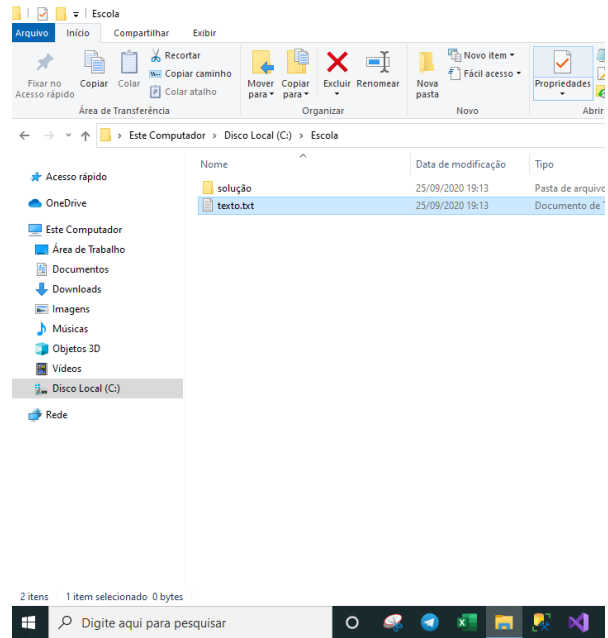 Escola
Arquivo Início Compartilhar Exibir
Fixar no Acesso rápido
Copiar
Colar
Recortar
Copiar caminho
Colar atalho
Mover para
Copiar para
Excluir
Renomear
Nova pasta
Novo item
Fácil acesso
Propriedades
Área de Transferência Organizar Novo Abrir
Este Computador > Disco Local (C:) > Escola
Nome Data de modificação Tipo
solução 25/09/2020 19:13 Pasta de arquivo
texto.txt 25/09/2020 19:13 Documento de
Acesso rápido
OneDrive
Este Computador
Área de Trabalho
Documentos
Downloads
Imagens
Músicas
Objetos 3D
Vídeos
Disco Local (C:)
Rede
2 itens 1 item selecionado 0 bytes
Digite aqui para pesquisar